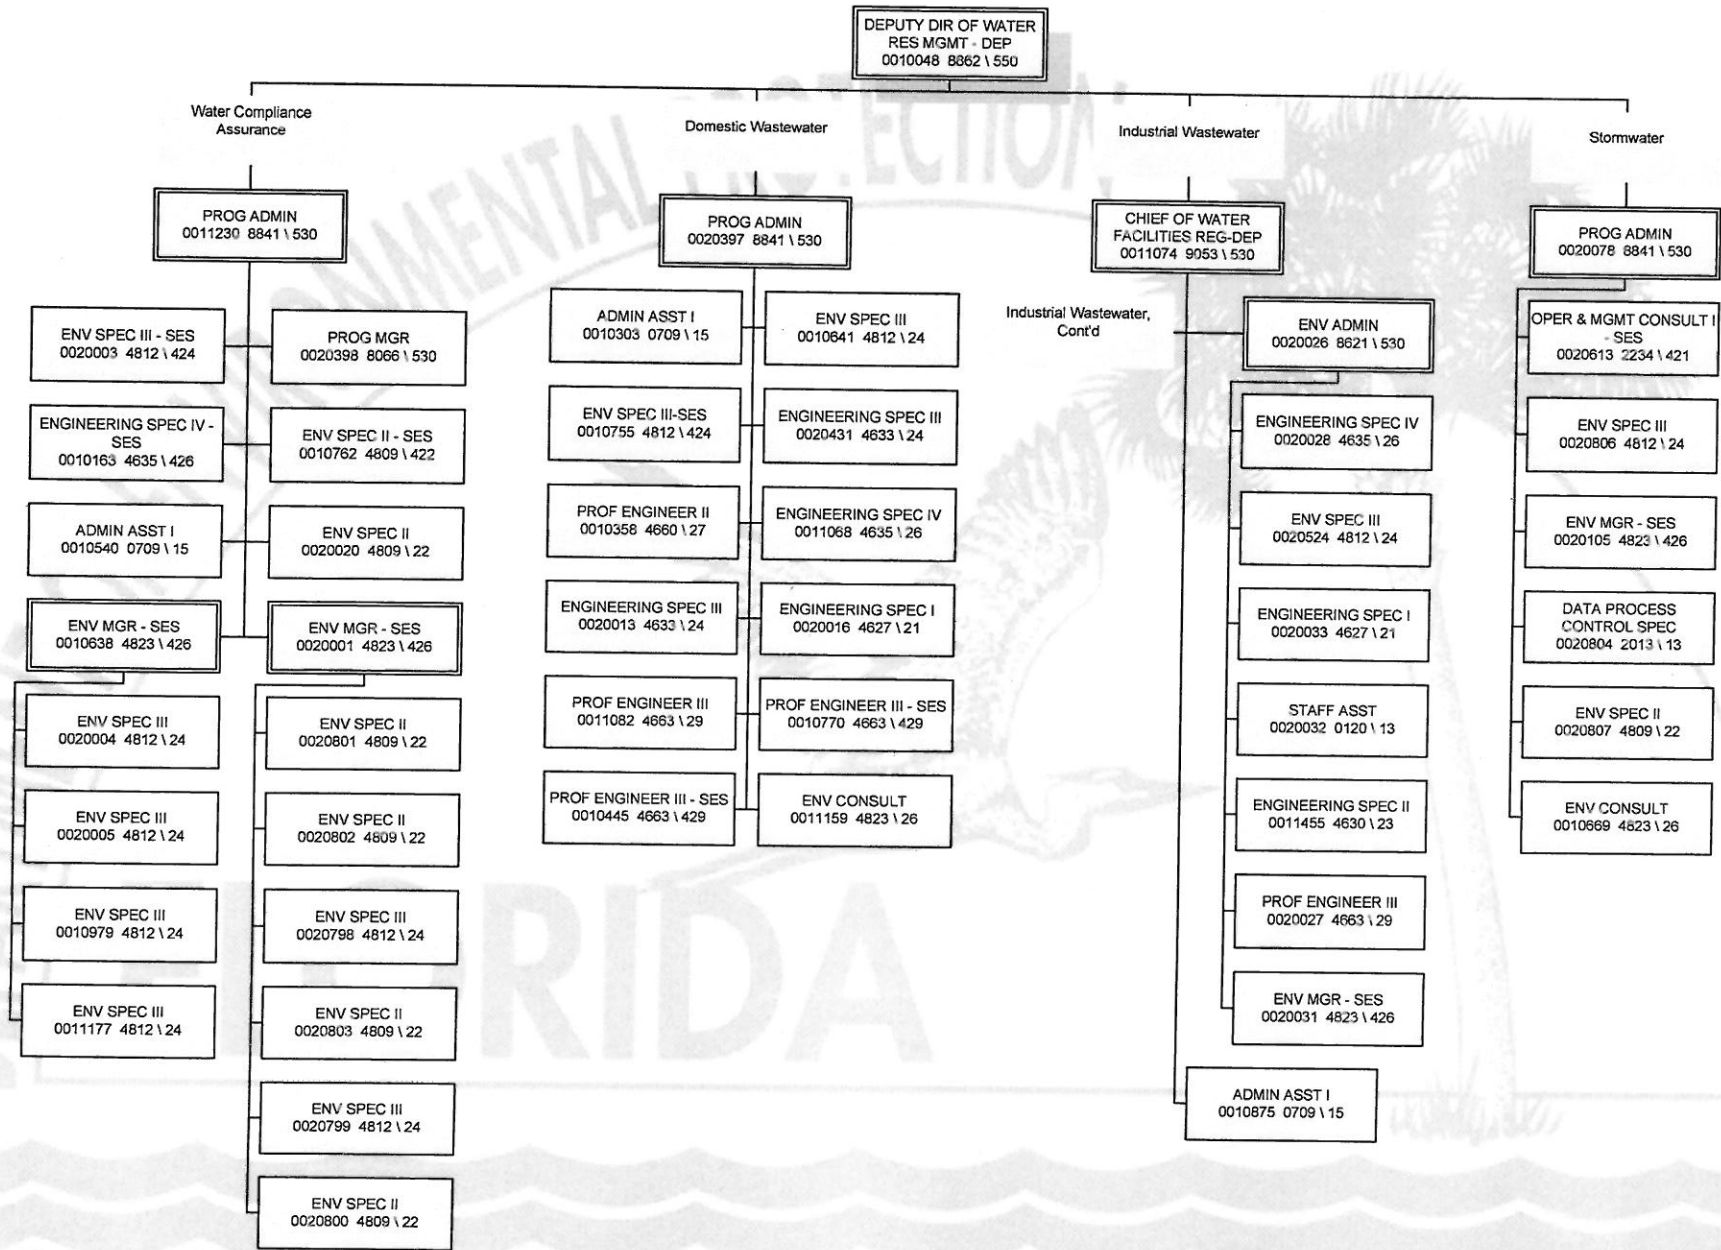 DEPUTY DIR OF WATER
RES MGMT - DEP
0010048 8862 \ 550
Water Compliance
Assurance
PROG ADMIN
0011230 8841 \ 530
ENV SPEC III - SES
0020003 4812 \ 424
PROG MGR
0020398 8066 \ 530
ENGINEERING SPEC IV -
SES
0010163 4635 \ 426
ENV SPEC II - SES
0010762 4809 \ 422
ADMIN ASST I
0010540 0709 \ 15
ENV SPEC II
0020020 4809 \ 22
ENV MGR - SES
0010638 4823 \ 426
ENV MGR - SES
0020001 4823 \ 426
ENV SPEC III
0020004 4812 \ 24
ENV SPEC III
0020005 4812 \ 24
ENV SPEC III
0010979 4812 \ 24
ENV SPEC III
0011177 4812 \ 24
ENV SPEC II
0020801 4809 \ 22
ENV SPEC II
0020802 4809 \ 22
ENV SPEC III
0020798 4812 \ 24
ENV SPEC II
0020803 4809 \ 22
ENV SPEC III
0020799 4812 \ 24
ENV SPEC II
0020800 4809 \ 22
Domestic Wastewater
PROG ADMIN
0020397 8841 \ 530
ADMIN ASST I
0010303 0709 \ 15
ENV SPEC III
0010641 4812 \ 24
ENV SPEC III-SES
0010755 4812 \ 424
ENGINEERING SPEC III
0020431 4633 \ 24
PROF ENGINEER II
0010358 4660 \ 27
ENGINEERING SPEC IV
0011068 4635 \ 26
ENGINEERING SPEC III
0020013 4633 \ 24
ENGINEERING SPEC I
0020016 4627 \ 21
PROF ENGINEER III
0011082 4663 \ 29
PROF ENGINEER III - SES
0010770 4663 \ 429
PROF ENGINEER III - SES
0010445 4663 \ 429
ENV CONSULT
0011159 4823 \ 26
Industrial Wastewater
CHIEF OF WATER
FACILITIES REG-DEP
0011074 9053 \ 530
Industrial Wastewater,
Cont'd
ENV ADMIN
0020026 8621 \ 530
ENGINEERING SPEC IV
0020028 4635 \ 26
ENV SPEC III
0020524 4812 \ 24
ENGINEERING SPEC I
0020033 4627 \ 21
STAFF ASST
0020032 0120 \ 13
ENGINEERING SPEC II
0011455 4630 \ 23
PROF ENGINEER III
0020027 4663 \ 29
ENV MGR - SES
0020031 4823 \ 426
ADMIN ASST I
0010875 0709 \ 15
Stormwater
PROG ADMIN
0020078 8841 \ 530
OPER & MGMT CONSULT I
- SES
0020613 2234 \ 421
ENV SPEC III
0020806 4812 \ 24
ENV MGR - SES
0020105 4823 \ 426
DATA PROCESS
CONTROL SPEC
0020804 2013 \ 13
ENV SPEC II
0020807 4809 \ 22
ENV CONSULT
0010669 4823 \ 26
ENVIRONMENTAL PROTECTION
FLORIDA